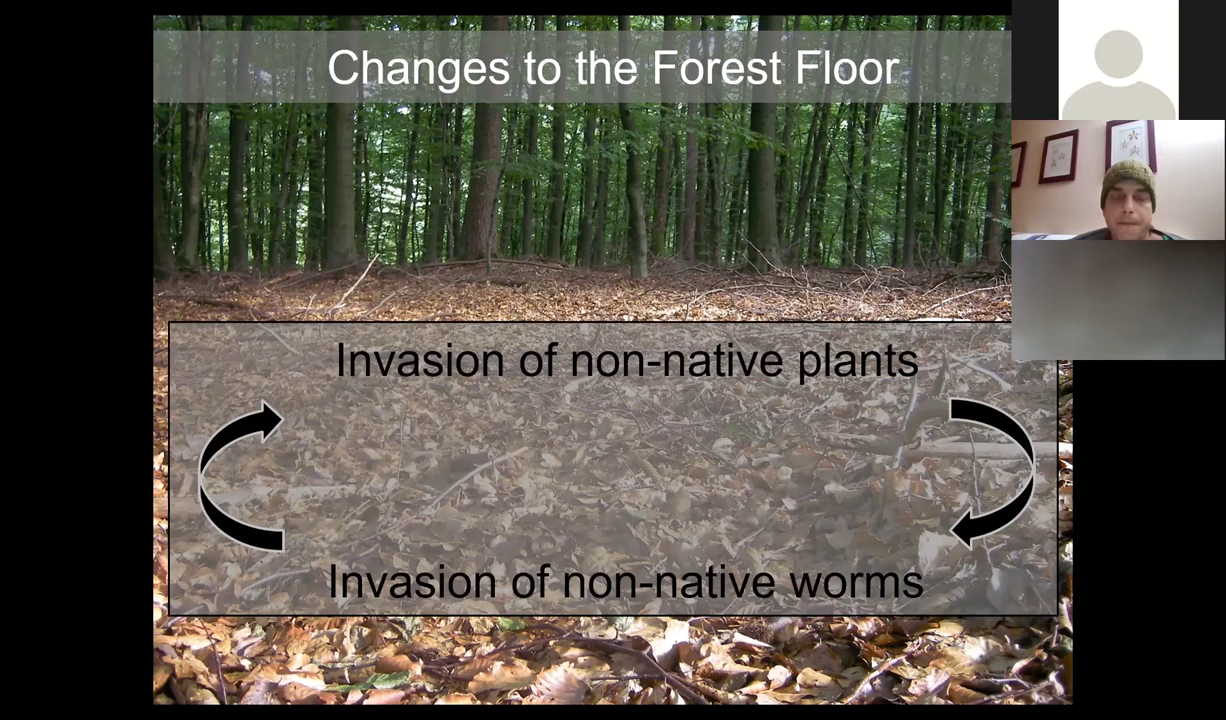 Changes to the Forest Floor
Invasion of non-native plants
Invasion of non-native worms